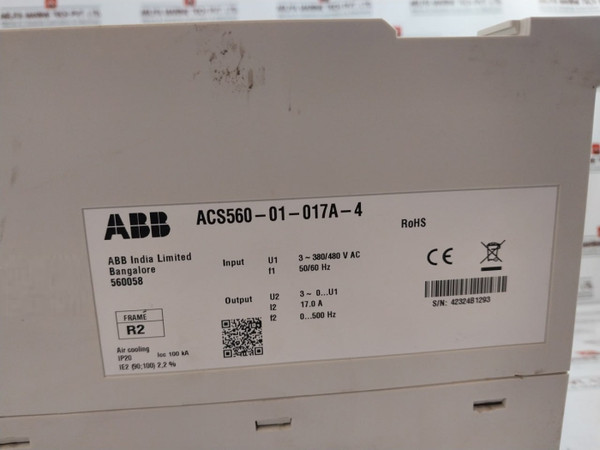 ABB ACS560-01-017A-4
RoHS
ABB India Limited
Bangalore
560058
Input U1 3~380/480 V AC
f1 50/60 Hz
Output U2 3~0...U1
I2 17.0 A
f2 0...500 Hz
FRAME
R2
Air cooling
IP20 Icc 100 kA
IE2 (90;100) 2,2 %
CE
S/N: 42324B1293